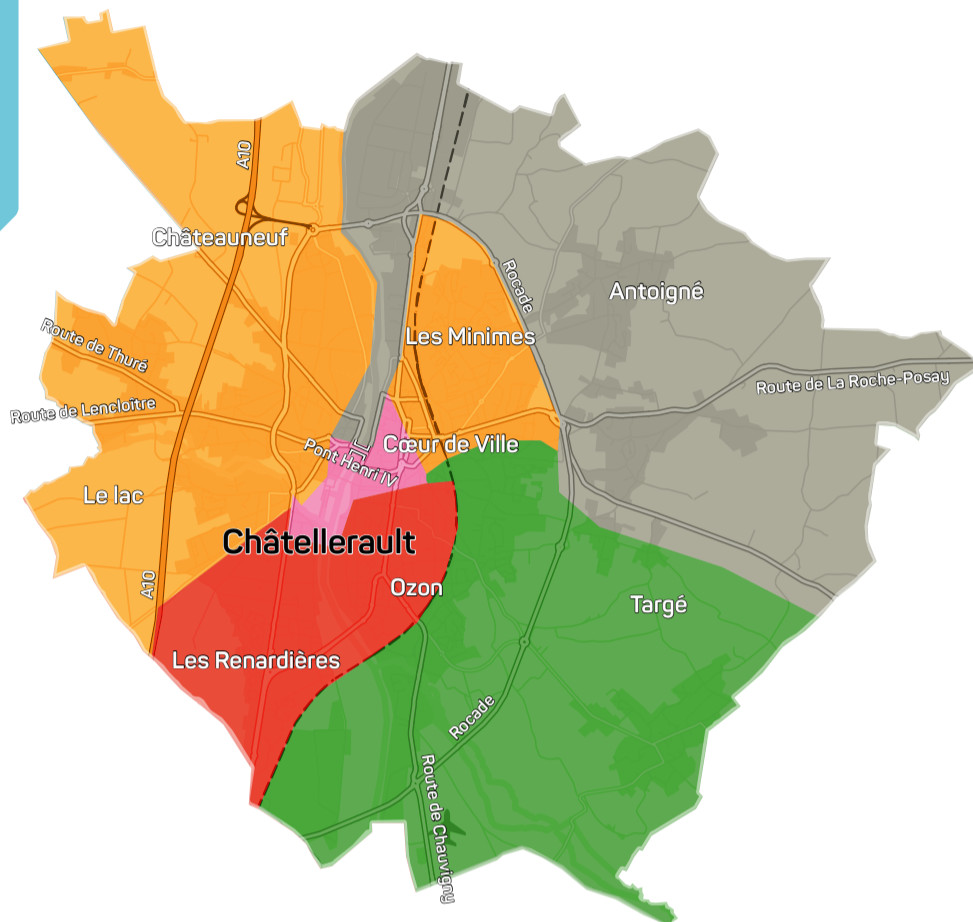 A10
Châteauneuf
Rocade
Antoigné
Les Minimes
Route de Thuré
Route de La Roche-Posay
Route de Lencloître
Cœur de Ville
Pont Henri IV
Le lac
Châtellerault
A10
Ozon
Targé
Les Renardières
Rocade
Route de Chauvigny